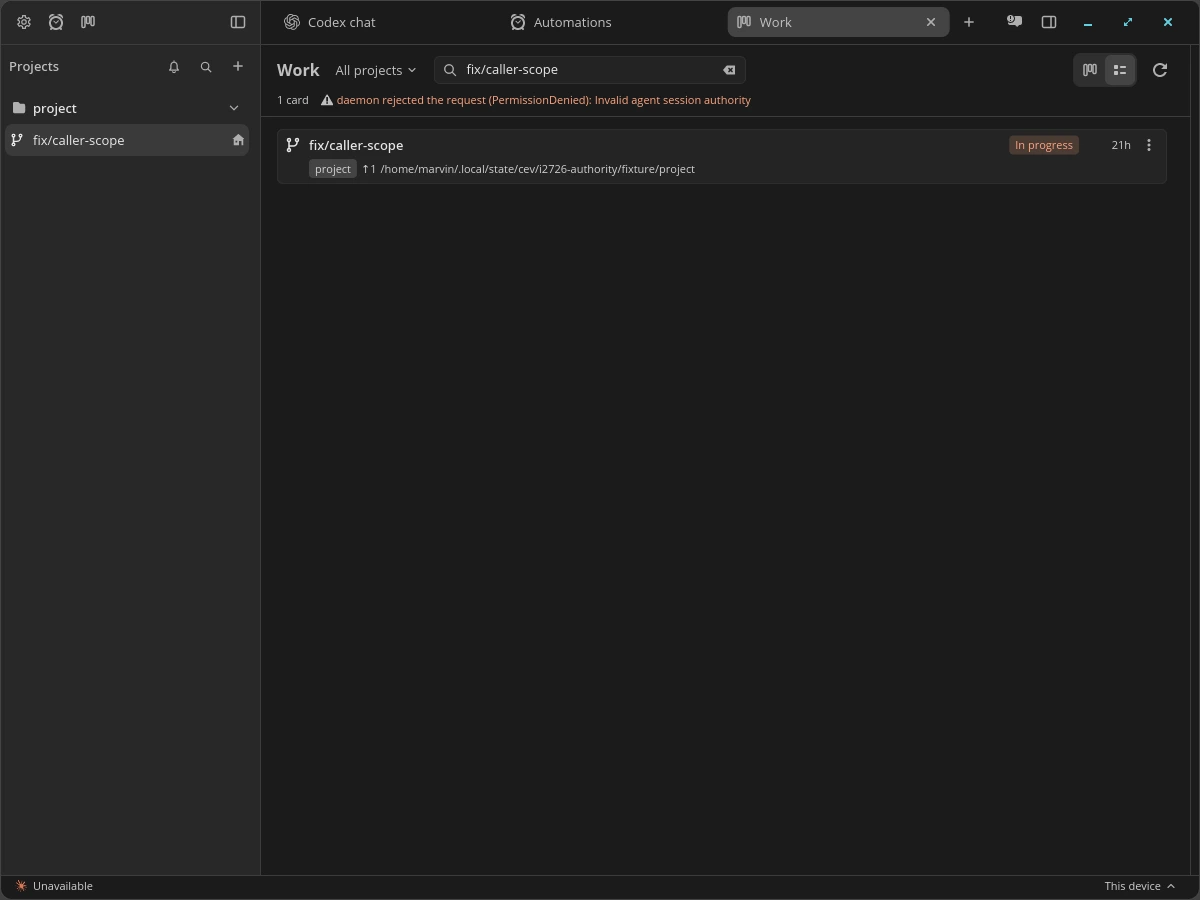 Codex chat
Automations
Work
Projects
project
fix/caller-scope
Work All projects fix/caller-scope
1 card daemon rejected the request (PermissionDenied): Invalid agent session authority
fix/caller-scope In progress 21h
project ↑1 /home/marvin/.local/state/cev/i2726-authority/fixture/project
Unavailable
This device